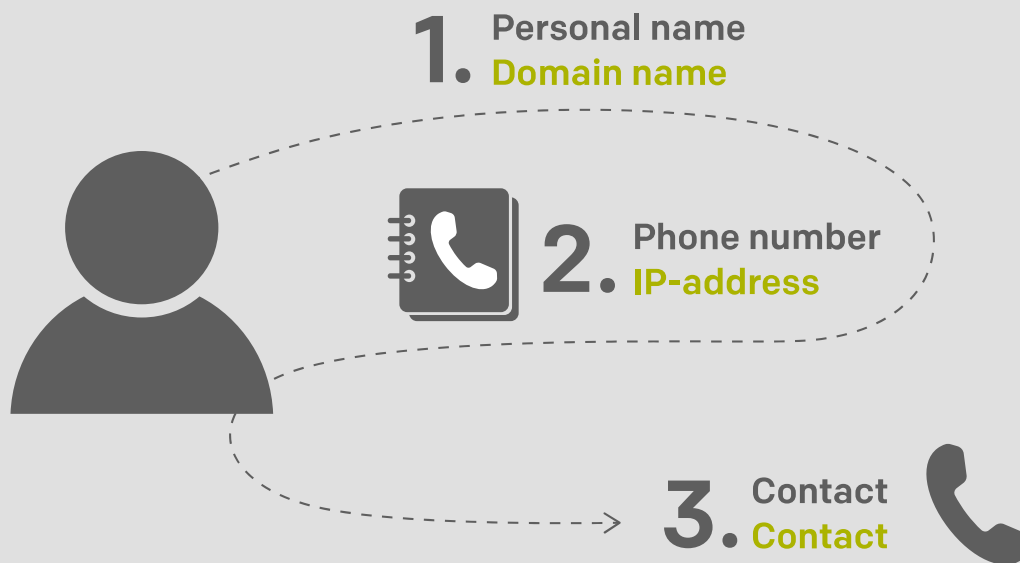 1. Personal name
Domain name
2. Phone number
IP-address
3. Contact
Contact